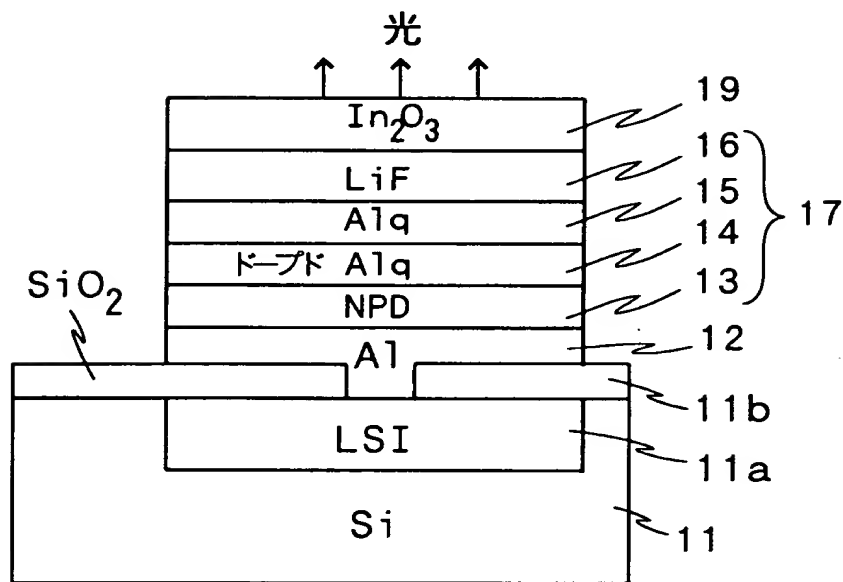 光
In₂O₃ 19
LiF 16
Alq 15
ドープド Alq 14
17
NPD 13
SiO₂
Al 12
11b
LSI 11a
Si 11